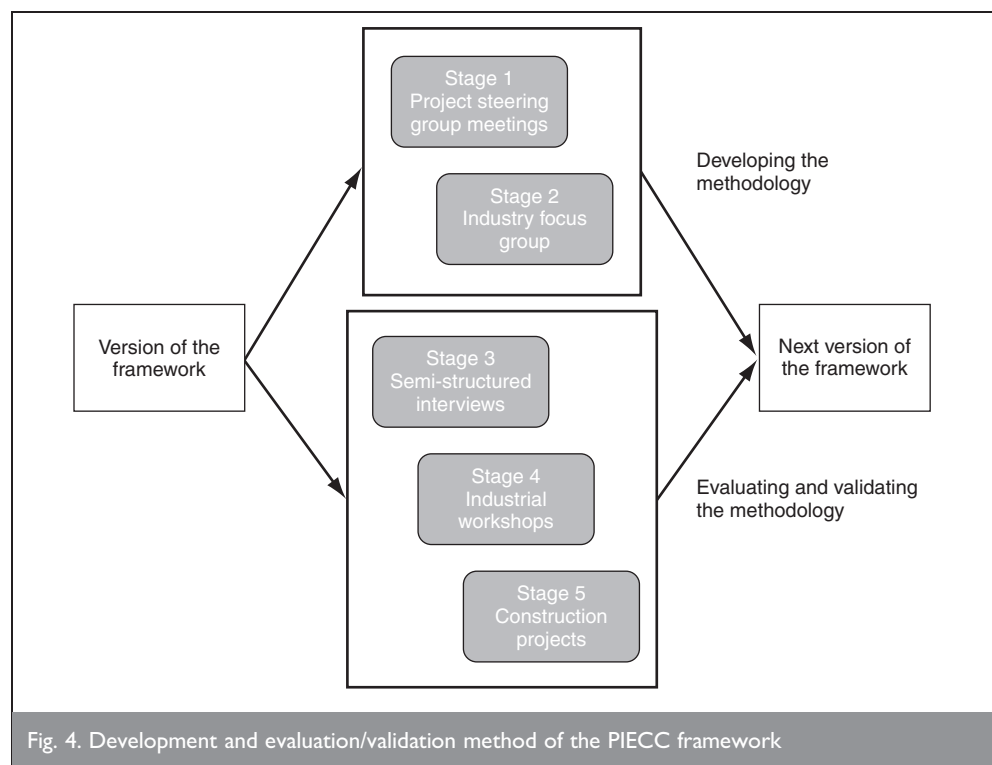 Stage 1
Project steering
group meetings
Stage 2
Industry focus
group
Developing the
methodology
Version of the
framework
Next version of
the framework
Stage 3
Semi-structured
interviews
Stage 4
Industrial
workshops
Stage 5
Construction
projects
Evaluating and validating
the methodology
Fig. 4. Development and evaluation/validation method of the PIECC framework